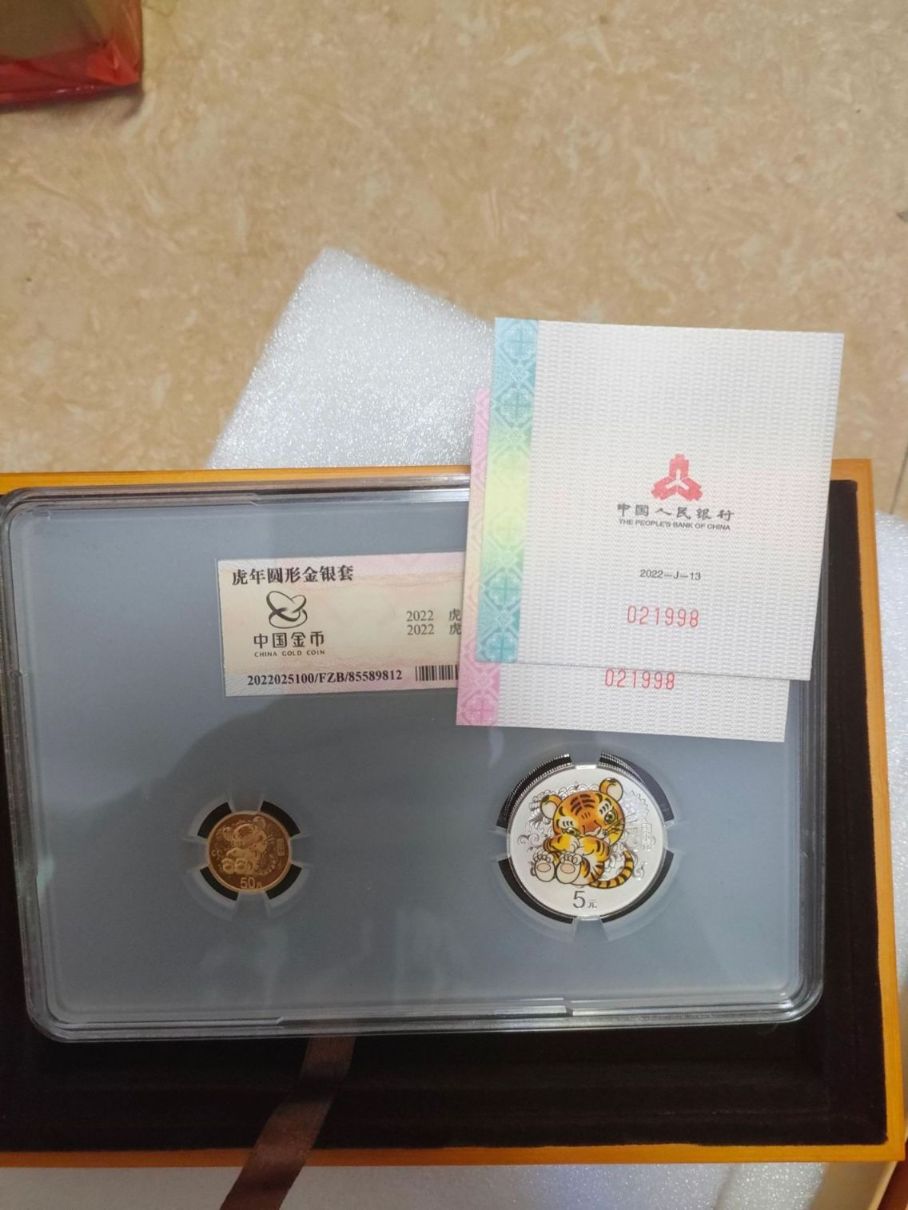 虎年圆形金银套
中国金币
CHINA GOLD COIN
2022 虎
2022 虎
2022025100/FZB/85589812
中国人民银行
THE PEOPLE'S BANK OF CHINA
2022-J-13
021998
021998
50元
5元